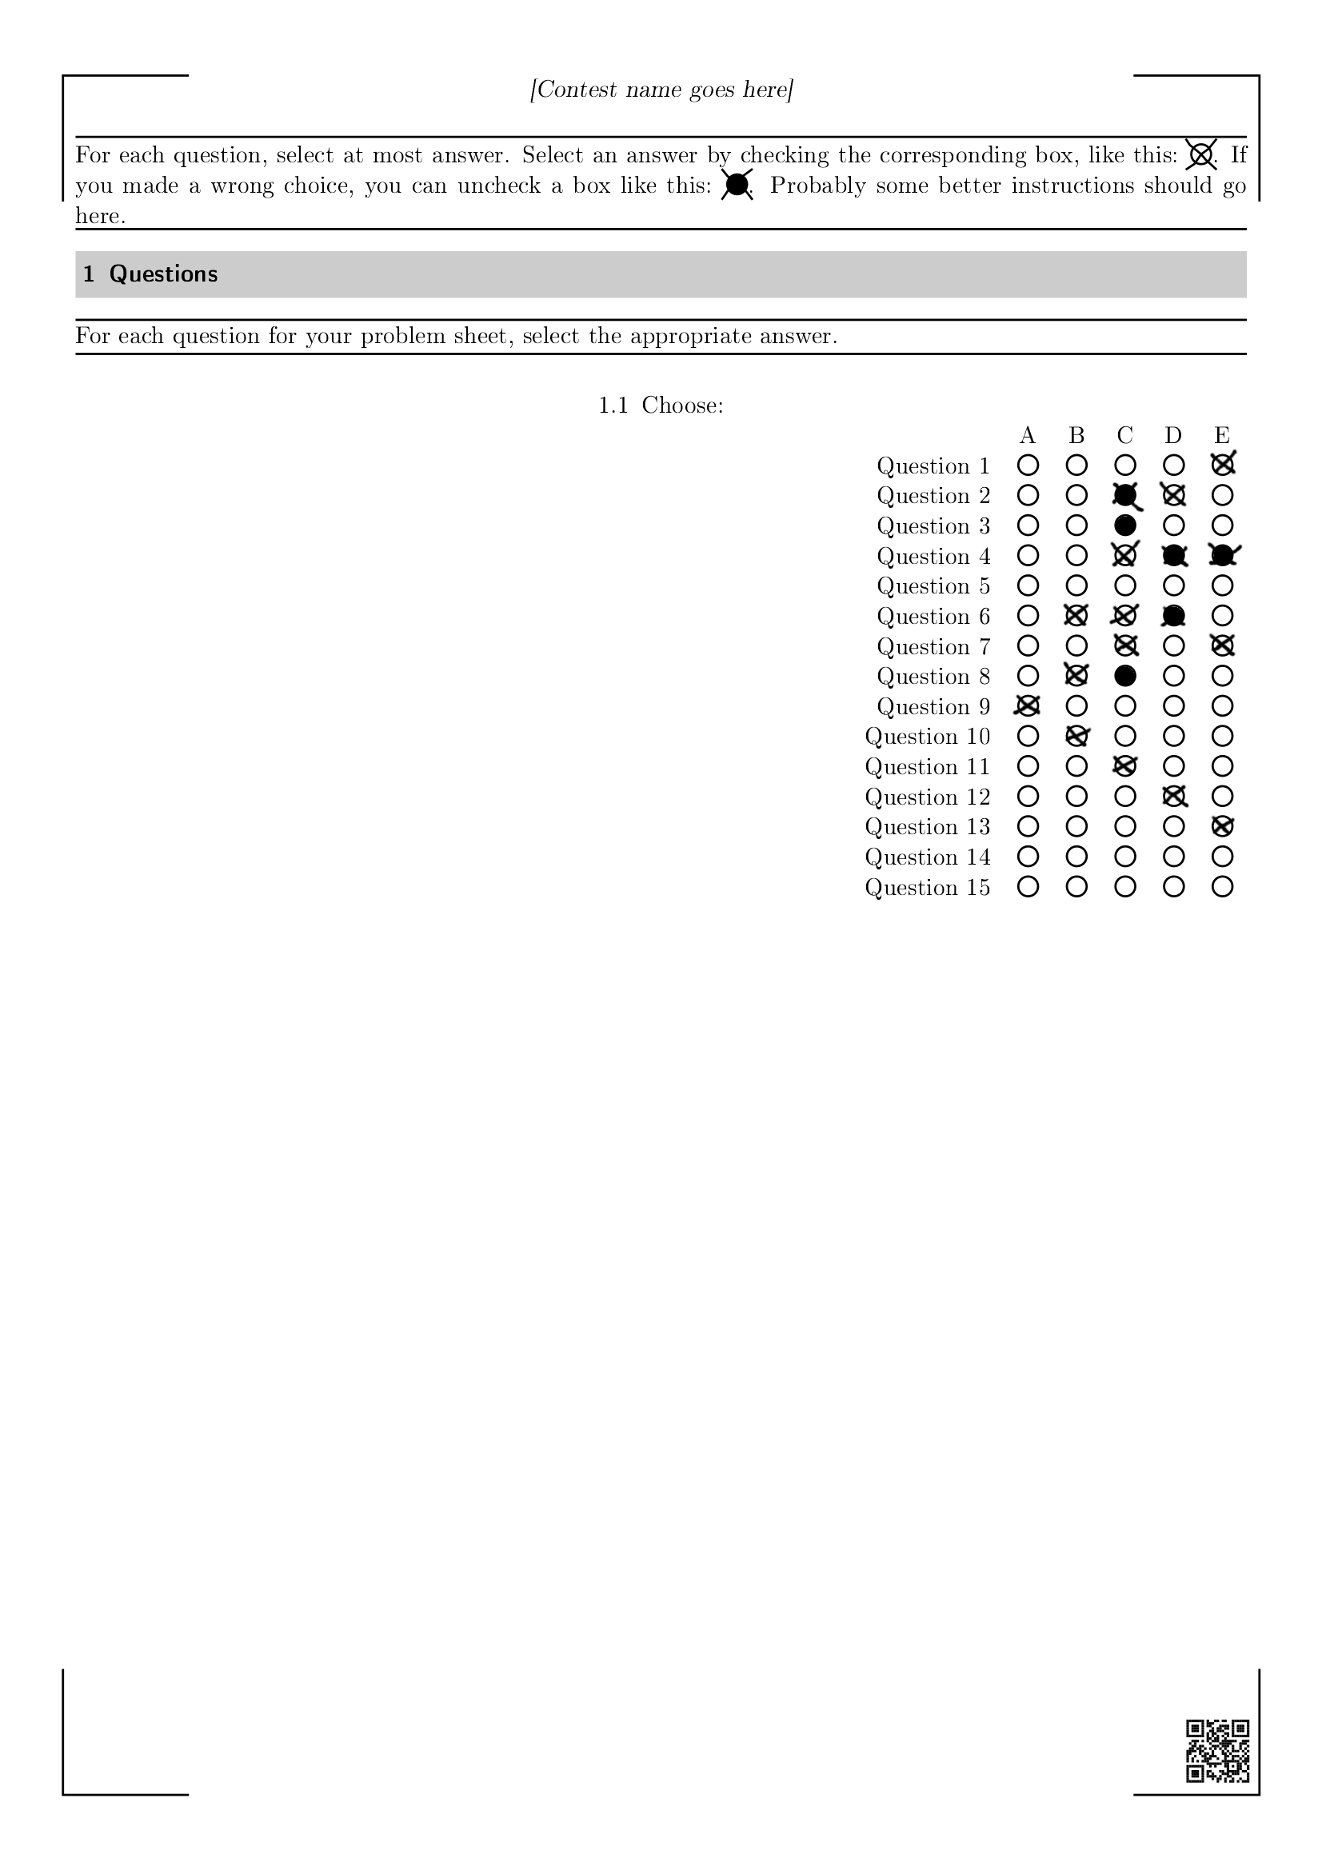 [Contest name goes here]
For each question, select at most answer. Select an answer by checking the corresponding box, like this: . If
you made a wrong choice, you can uncheck a box like this: . Probably some better instructions should go
here.
1 Questions
For each question for your problem sheet, select the appropriate answer.
1.1 Choose:
A B C D E
Question 1
Question 2
Question 3
Question 4
Question 5
Question 6
Question 7
Question 8
Question 9
Question 10
Question 11
Question 12
Question 13
Question 14
Question 15